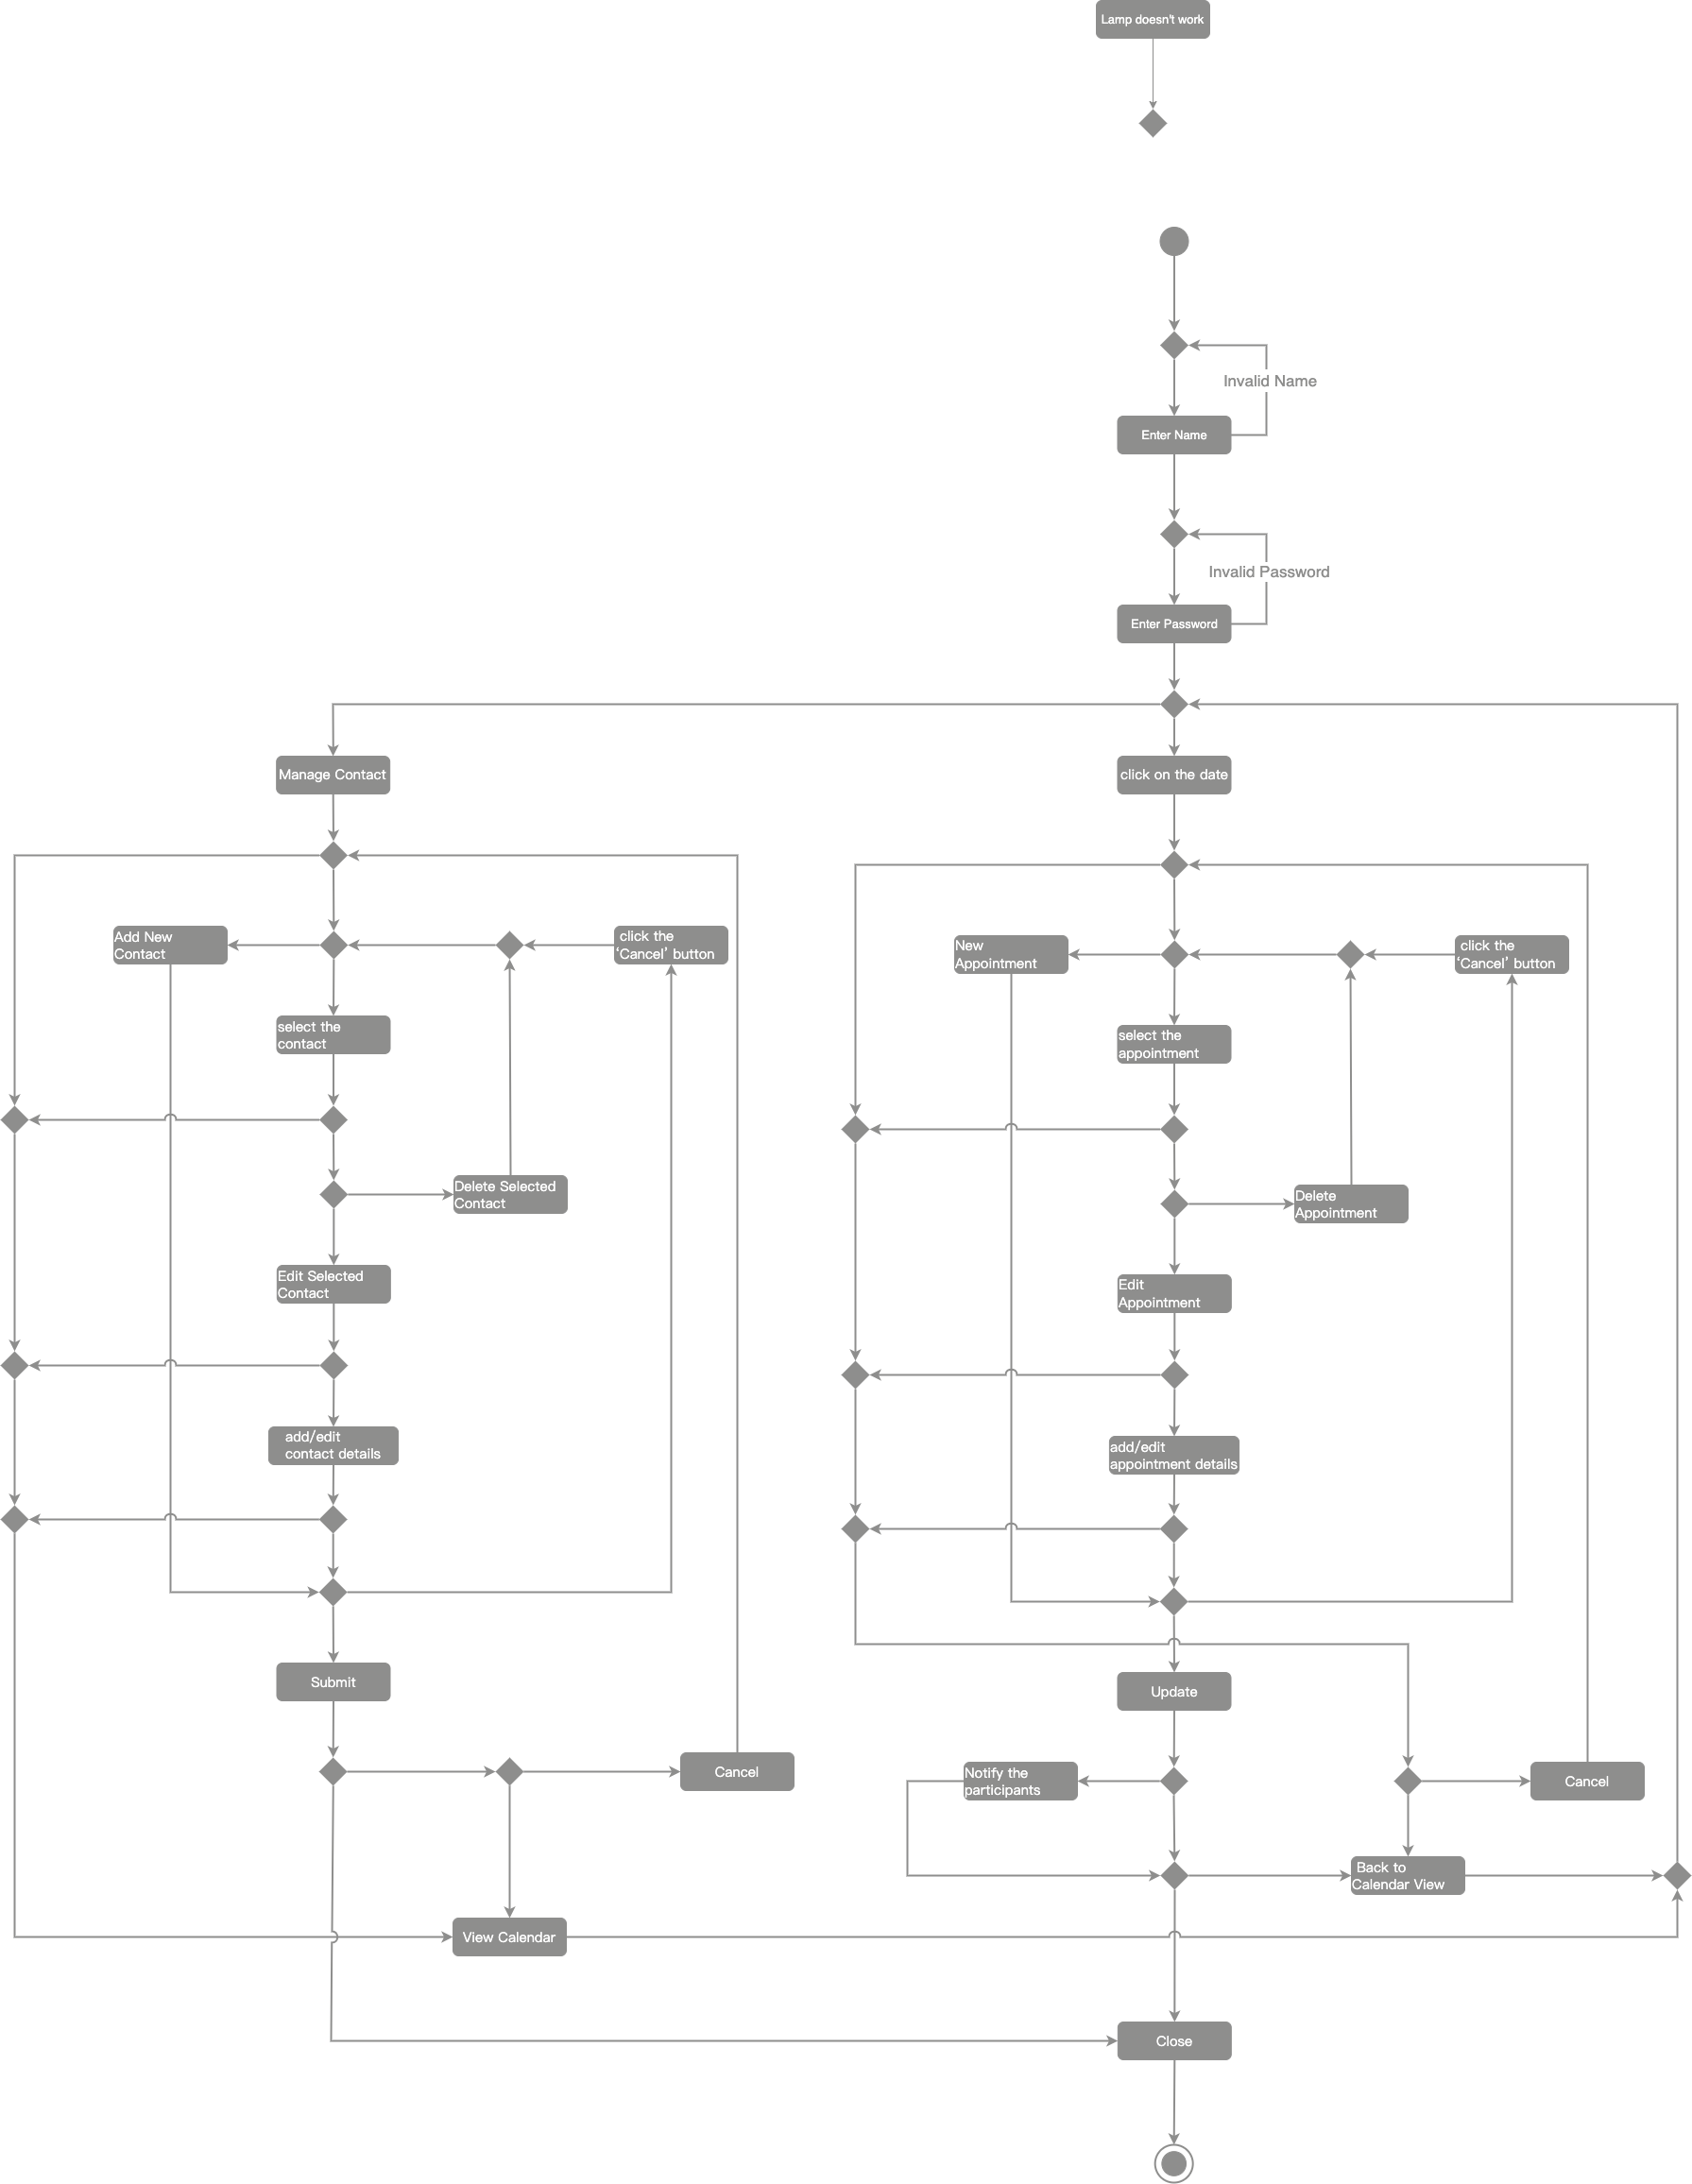 Lamp doesn't work
Invalid Name
Enter Name
Invalid Password
Enter Password
Manage Contact
click on the date
Add New
Contact
click the
‘Cancel’ button
New
Appointment
click the
‘Cancel’ button
select the
contact
select the
appointment
Delete Selected
Contact
Delete
Appointment
Edit Selected
Contact
Edit
Appointment
add/edit
contact details
add/edit
appointment details
Submit
Update
Cancel
Notify the
participants
Cancel
Back to
Calendar View
View Calendar
Close